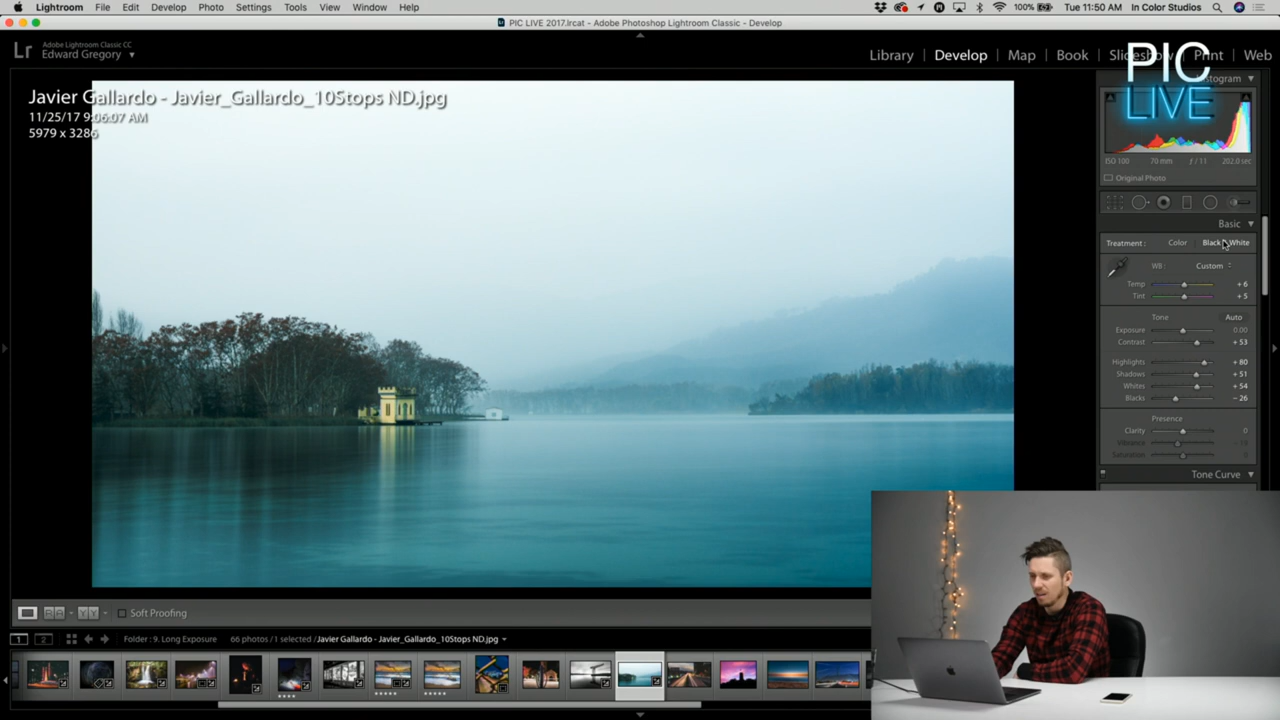 Lightroom File Edit Develop Photo Settings Tools View Window Help
100% Tue 11:50 AM In Color Studios
PIC LIVE 2017.lrcat - Adobe Photoshop Lightroom Classic - Develop
Lr Adobe Lightroom Classic CC
Edward Gregory
Library | Develop | Map | Book | Slideshow | Print | Web
PIC
LIVE
Histogram
Javier Gallardo - Javier_Gallardo_10Stops ND.jpg
11/25/17 9:06:07 AM
5979 x 3286
ISO 100 70 mm ƒ / 11 202.0 sec
Original Photo
Basic
Treatment : Color Black & White
WB : Custom
Temp + 6
Tint + 5
Tone Auto
Exposure 0.00
Contrast + 53
Highlights + 80
Shadows + 51
Whites + 54
Blacks − 26
Presence
Clarity 0
Vibrance
Saturation
Tone Curve
Soft Proofing
1 2 Folder : 9. Long Exposure 66 photos / 1 selected / Javier Gallardo - Javier_Gallardo_10Stops ND.jpg